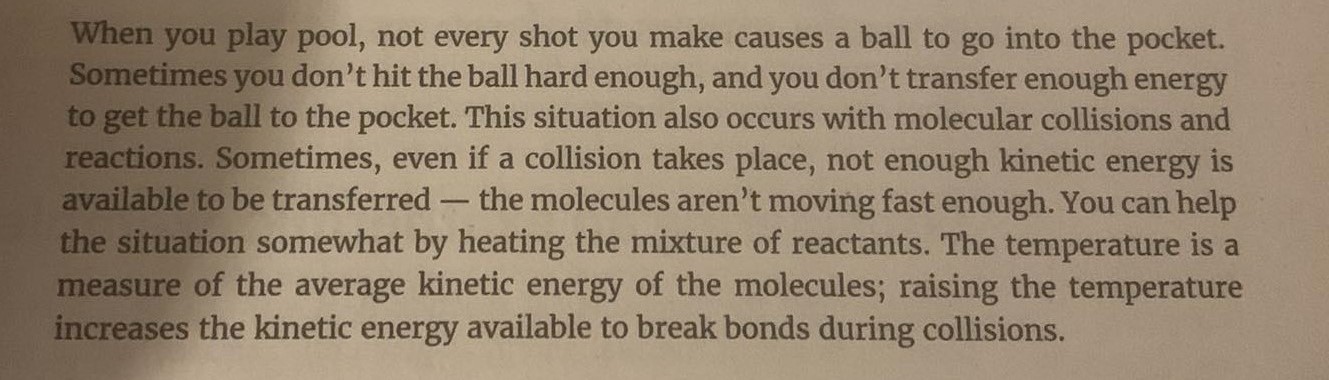 When you play pool, not every shot you make causes a ball to go into the pocket.
Sometimes you don’t hit the ball hard enough, and you don’t transfer enough energy
to get the ball to the pocket. This situation also occurs with molecular collisions and
reactions. Sometimes, even if a collision takes place, not enough kinetic energy is
available to be transferred — the molecules aren’t moving fast enough. You can help
the situation somewhat by heating the mixture of reactants. The temperature is a
measure of the average kinetic energy of the molecules; raising the temperature
increases the kinetic energy available to break bonds during collisions.